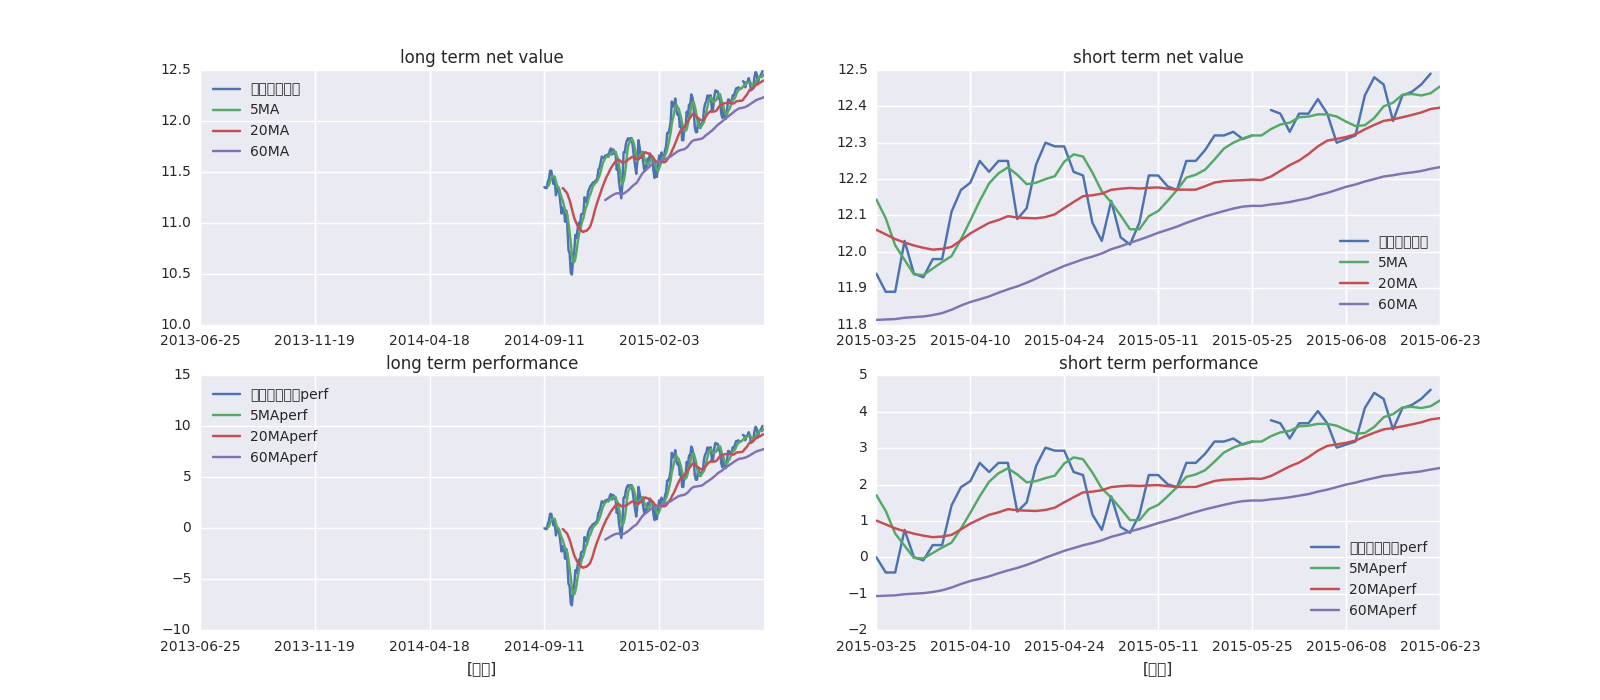 long term net value
12.5
12.0
11.5
11.0
10.5
10.0
5MA
20MA
60MA
2013-06-25 2013-11-19 2014-04-18 2014-09-11 2015-02-03
short term net value
12.5
12.4
12.3
12.2
12.1
12.0
11.9
11.8
5MA
20MA
60MA
2015-03-25 2015-04-10 2015-04-24 2015-05-11 2015-05-25 2015-06-08 2015-06-23
long term performance
15
10
5
0
−5
−10
perf
5MAperf
20MAperf
60MAperf
2013-06-25 2013-11-19 2014-04-18 2014-09-11 2015-02-03
short term performance
5
4
3
2
1
0
−1
−2
perf
5MAperf
20MAperf
60MAperf
2015-03-25 2015-04-10 2015-04-24 2015-05-11 2015-05-25 2015-06-08 2015-06-23